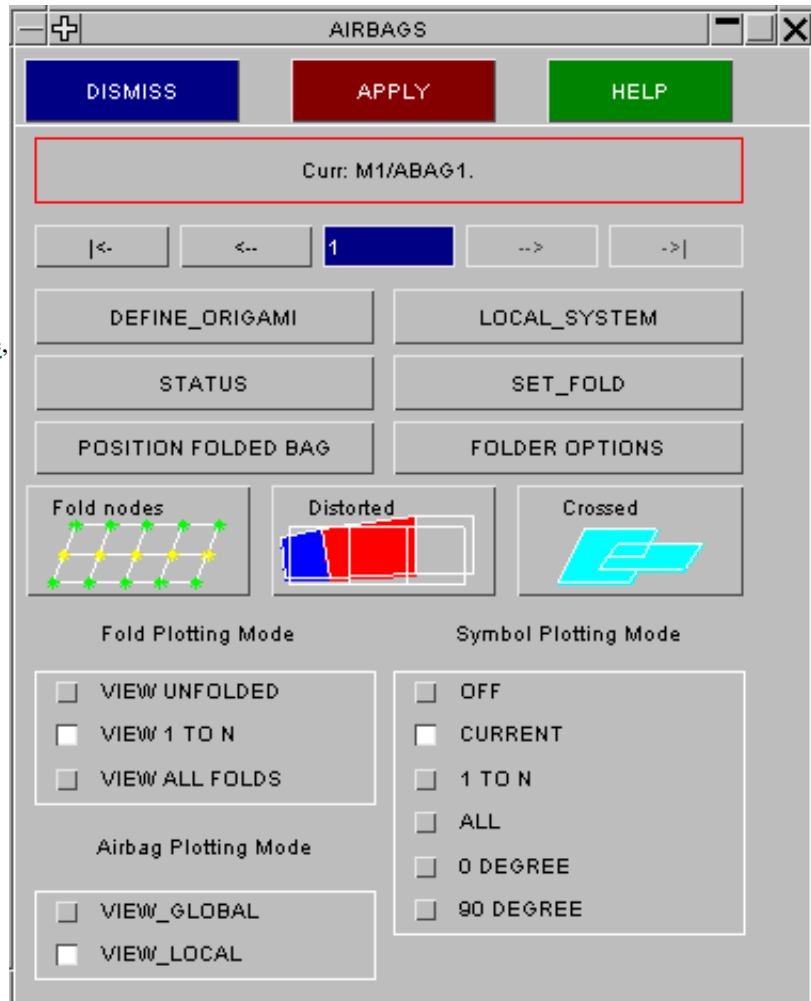 AIRBAGS
DISMISS APPLY HELP
Curr: M1/ABAG1.
|<- <-- 1 --> ->|
DEFINE_ORIGAMI LOCAL_SYSTEM
STATUS SET_FOLD
POSITION FOLDED BAG FOLDER OPTIONS
Fold nodes Distorted Crossed
Fold Plotting Mode
VIEW UNFOLDED
VIEW 1 TO N
VIEW ALL FOLDS
Airbag Plotting Mode
VIEW_GLOBAL
VIEW_LOCAL
Symbol Plotting Mode
OFF
CURRENT
1 TO N
ALL
0 DEGREE
90 DEGREE